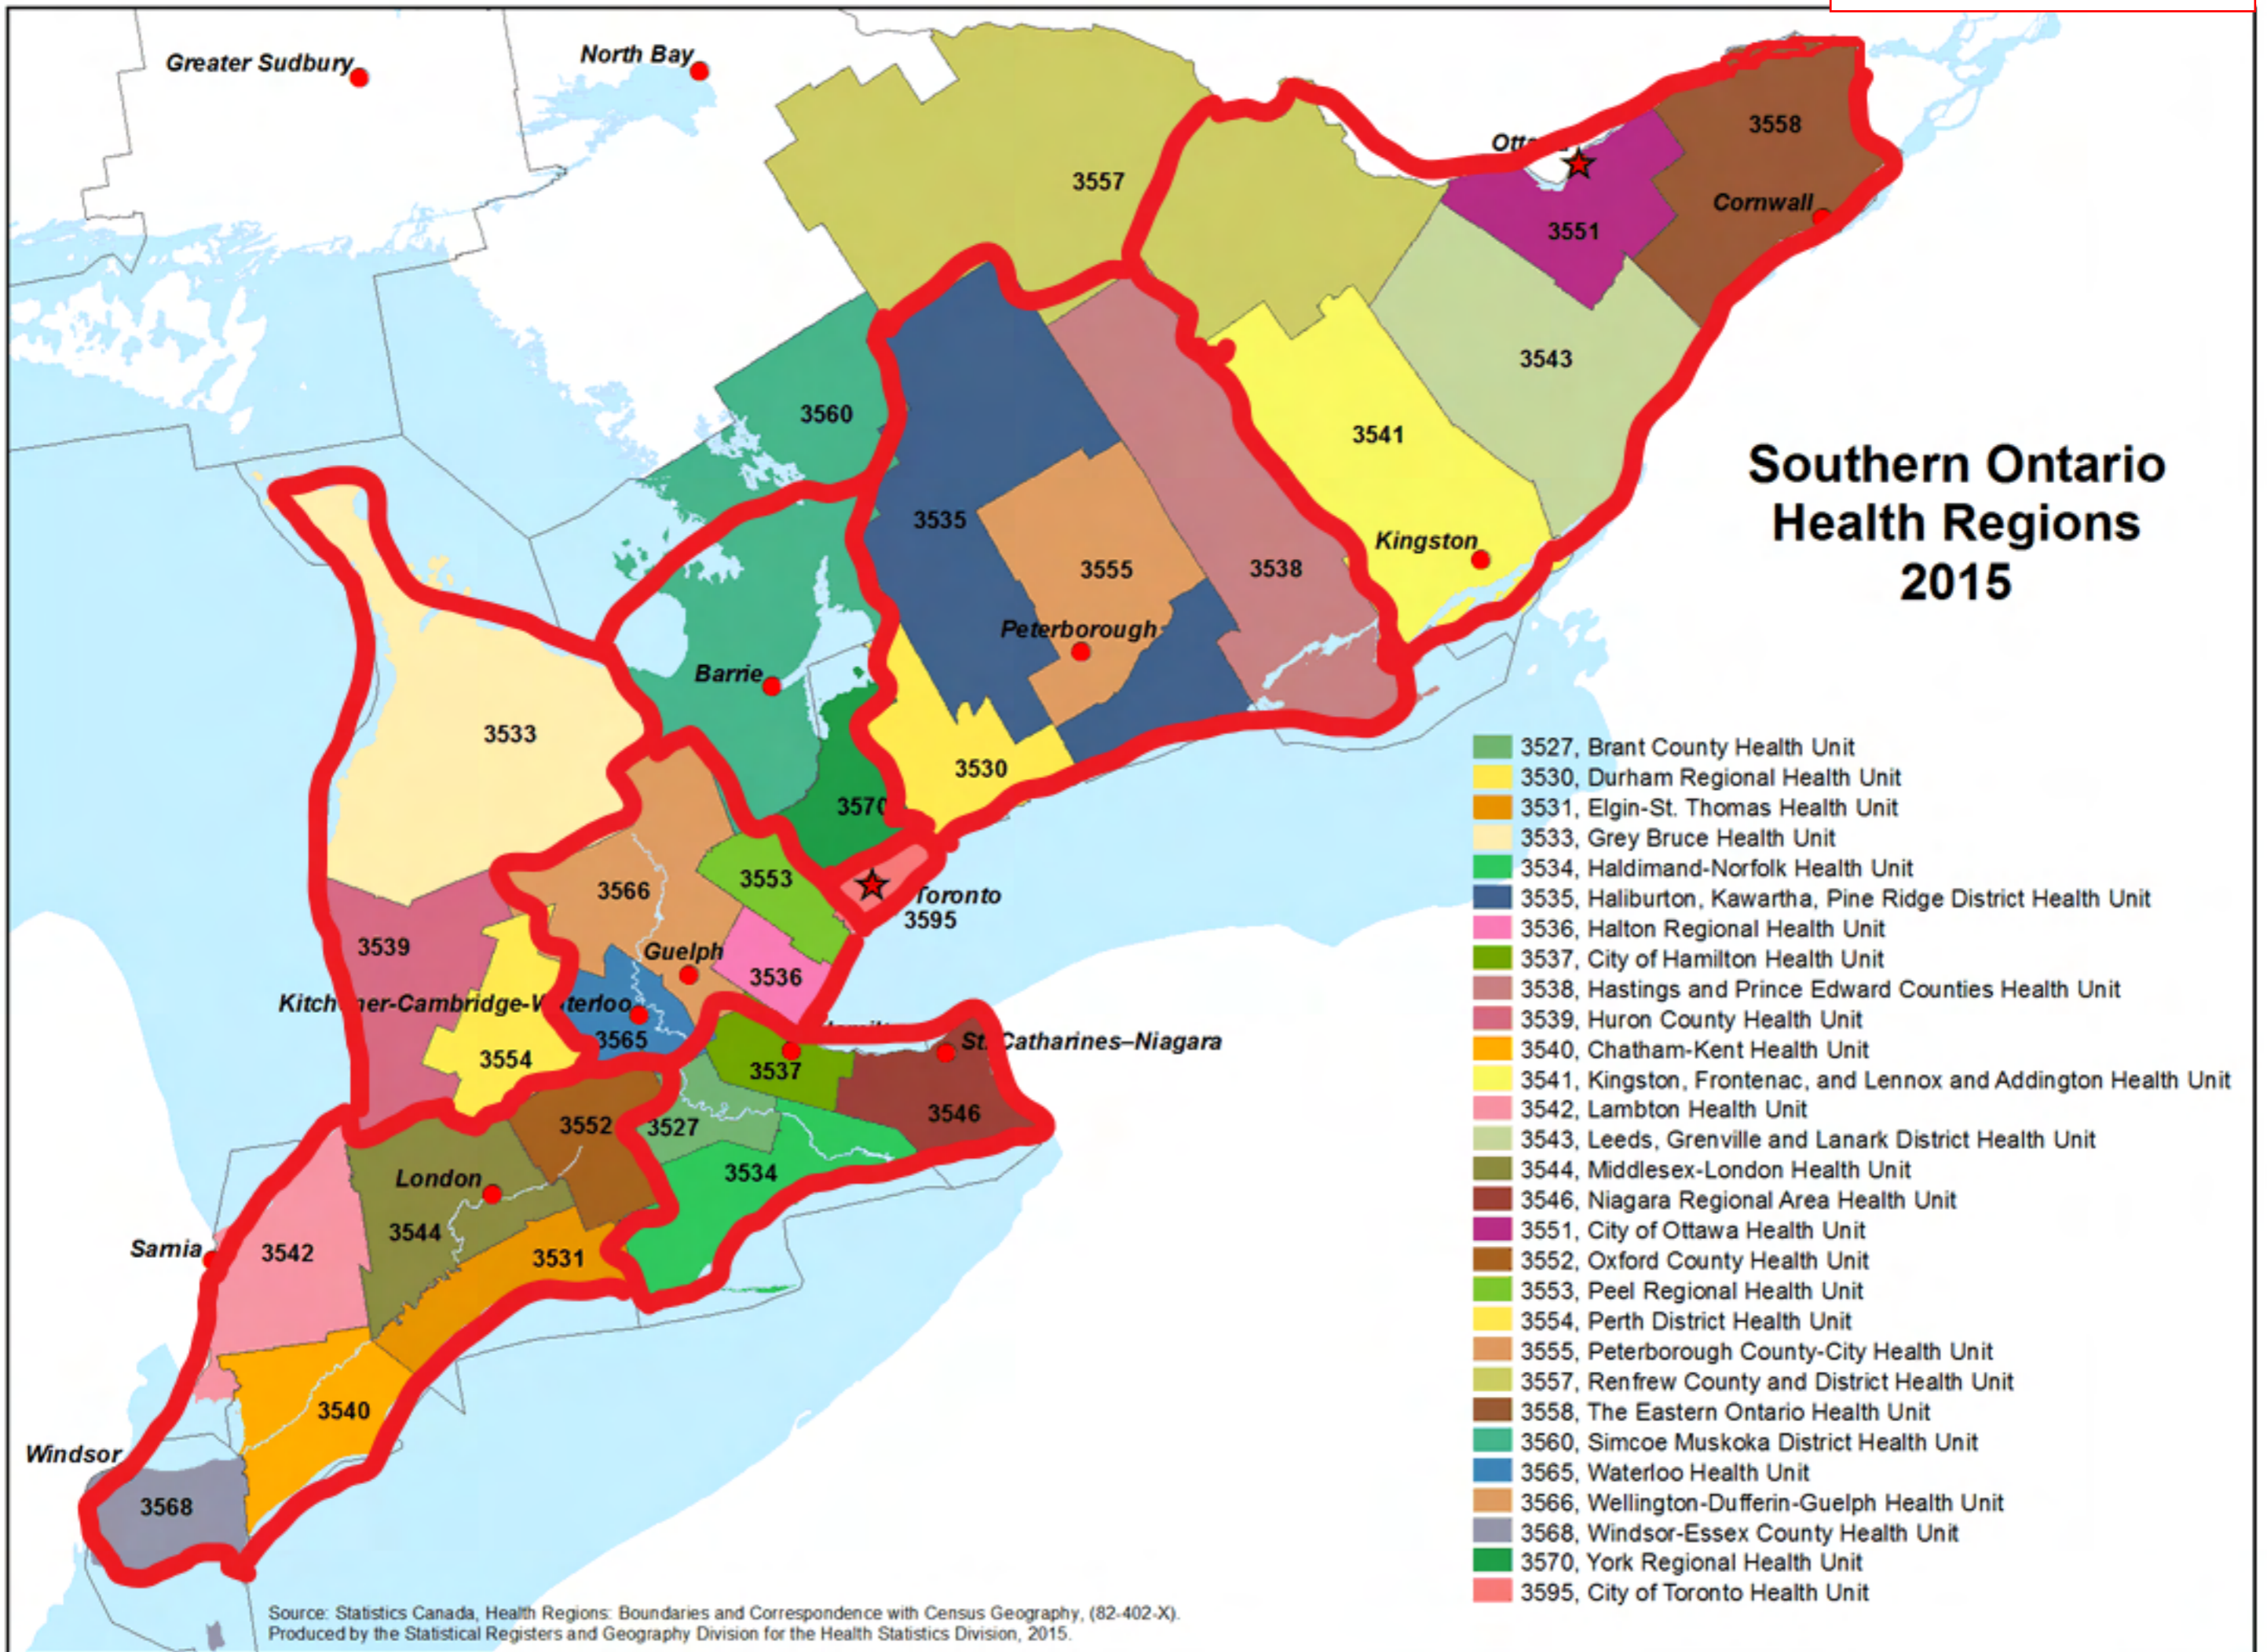 Greater Sudbury
North Bay
3557
3558
Cornwall
3551
3543
3560
3541
Southern Ontario
Health Regions
2015
3535
Kingston
3555
3538
Peterborough
Barrie
3533
3530
3570
3553
3566
Toronto
3595
3539
Guelph
3536
3565
St. Catharines–Niagara
3554
3537
3546
3552
3527
London
3534
3544
Sarnia
3542
3531
3540
Windsor
3568
3527, Brant County Health Unit
3530, Durham Regional Health Unit
3531, Elgin-St. Thomas Health Unit
3533, Grey Bruce Health Unit
3534, Haldimand-Norfolk Health Unit
3535, Haliburton, Kawartha, Pine Ridge District Health Unit
3536, Halton Regional Health Unit
3537, City of Hamilton Health Unit
3538, Hastings and Prince Edward Counties Health Unit
3539, Huron County Health Unit
3540, Chatham-Kent Health Unit
3541, Kingston, Frontenac, and Lennox and Addington Health Unit
3542, Lambton Health Unit
3543, Leeds, Grenville and Lanark District Health Unit
3544, Middlesex-London Health Unit
3546, Niagara Regional Area Health Unit
3551, City of Ottawa Health Unit
3552, Oxford County Health Unit
3553, Peel Regional Health Unit
3554, Perth District Health Unit
3555, Peterborough County-City Health Unit
3557, Renfrew County and District Health Unit
3558, The Eastern Ontario Health Unit
3560, Simcoe Muskoka District Health Unit
3565, Waterloo Health Unit
3566, Wellington-Dufferin-Guelph Health Unit
3568, Windsor-Essex County Health Unit
3570, York Regional Health Unit
3595, City of Toronto Health Unit
Source: Statistics Canada, Health Regions: Boundaries and Correspondence with Census Geography, (82-402-X).
Produced by the Statistical Registers and Geography Division for the Health Statistics Division, 2015.